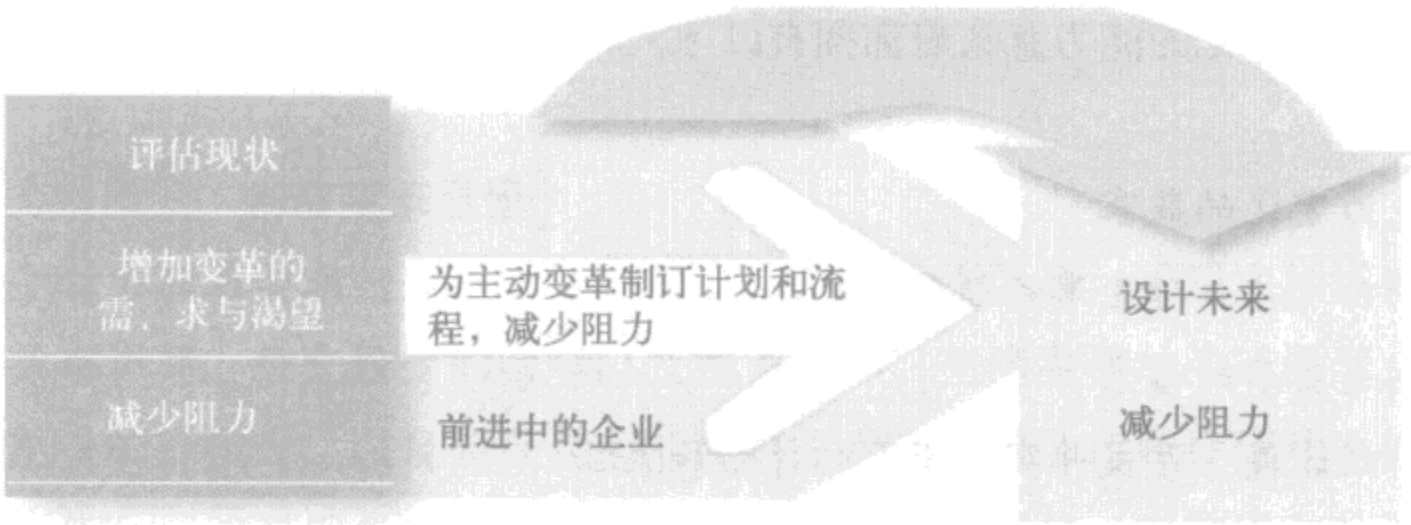 评估现状
增加变革的
需、求与渴望
减少阻力
为主动变革制订计划和流
程，减少阻力
前进中的企业
设计未来
减少阻力